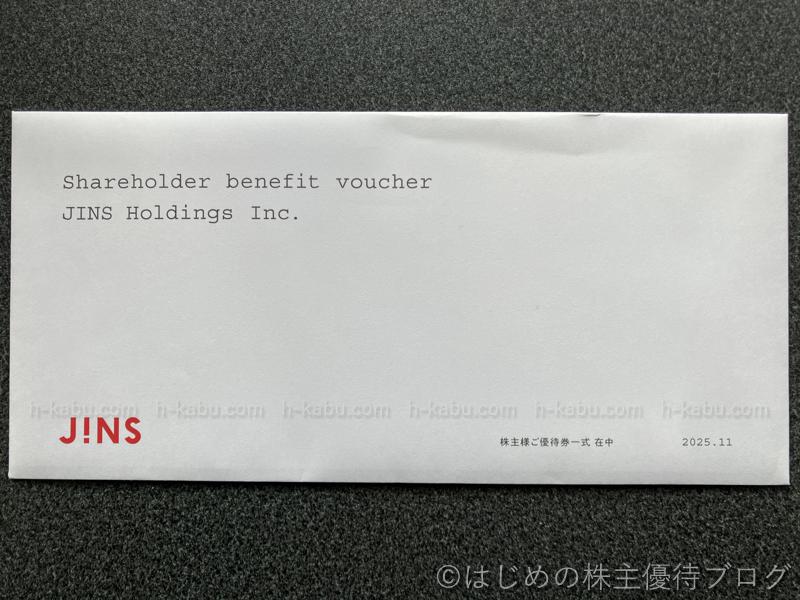 Shareholder benefit voucher
JINS Holdings Inc.
h-kabu.com h-kabu.com h-kabu.com h-kabu.com h-kabu.com h-kabu.com
J!NS
株主様ご優待券一式 在中 2025.11
©はじめの株主優待ブログ